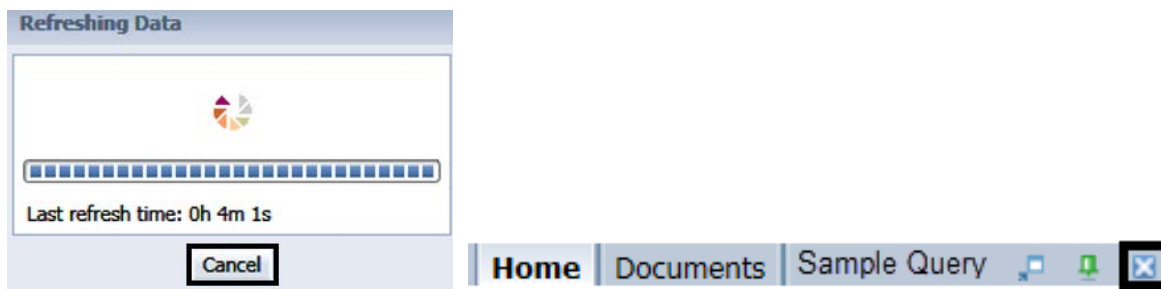 Refreshing Data
Last refresh time: 0h 4m 1s
Cancel
Home Documents Sample Query